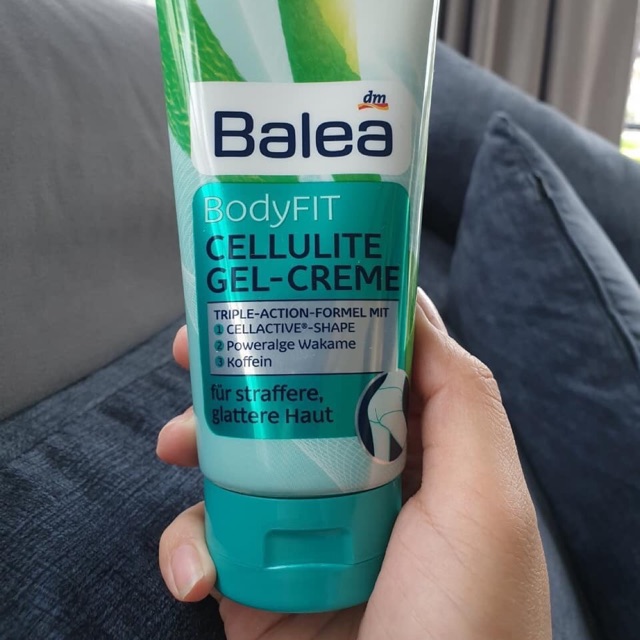 dm
Balea
BodyFIT
CELLULITE
GEL-CREME
TRIPLE-ACTION-FORMEL MIT
1 CELLACTIVE®-SHAPE
2 Poweralge Wakame
3 Koffein
für straffere,
glattere Haut